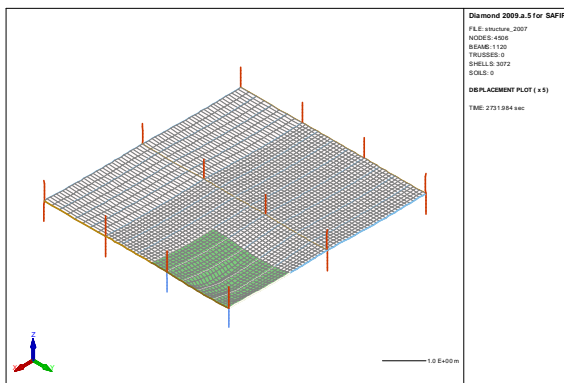 Diamond 2009.a.5 for SAFIR
FILE: structure_2007
NODES: 4506
BEAMS: 1120
TRUSSES: 0
SHELLS: 3072
SOILS: 0
DISPLACEMENT PLOT ( x 5)
TIME: 2731.984 sec
Z
1.0 E+00 m